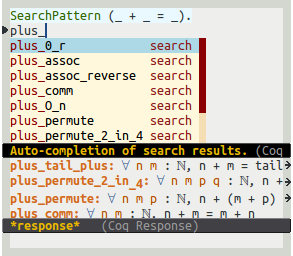 SearchPattern (_ + _ = _).
plus_
plus_0_r search
plus_assoc search
plus_assoc_reverse search
plus_comm search
plus_O_n search
plus_permute search
plus_permute_2_in_4 search
Auto-completion of search results. (Coq
plus_tail_plus: ∀ n m : ℕ, n + m = tail
plus_permute_2_in_4: ∀ n m p q : ℕ, n +
plus_permute: ∀ n m p : ℕ, n + (m + p)
plus_comm: ∀ n m : ℕ, n + m = m + n
*response* (Coq Response)